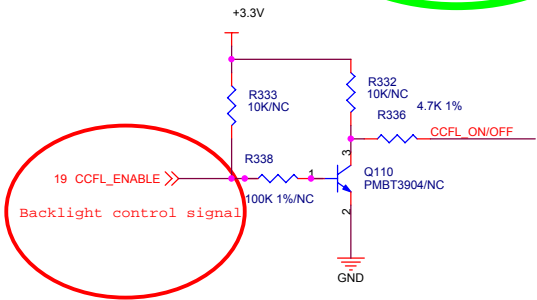 +3.3V
R333
10K/NC
R332
10K/NC
R336
4.7K 1%
CCFL_ON/OFF
3
R338
19 CCFL_ENABLE
1
Q110
PMBT3904/NC
100K 1%/NC
2
Backlight control signal
GND